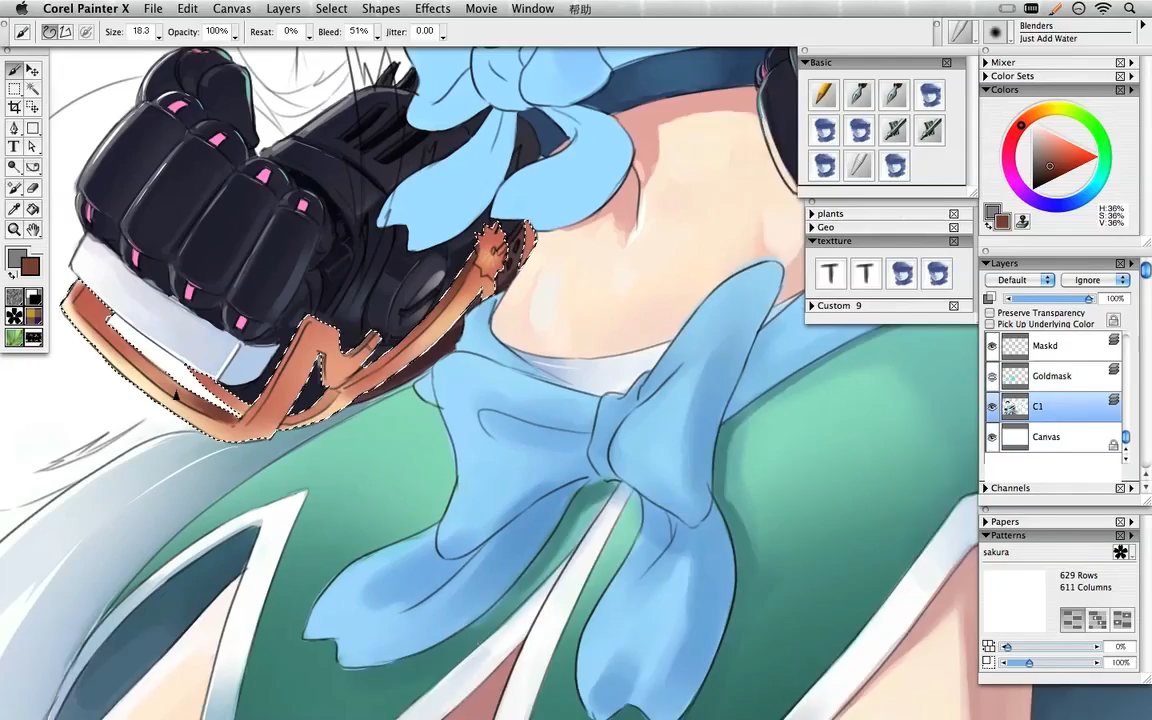 Corel Painter X File Edit Canvas Layers Select Shapes Effects Movie Window 帮助
Size: 18.3 Opacity: 100% Resat: 0% Bleed: 51% Jitter: 0.00
Blenders
Just Add Water
Basic
plants
Geo
textture
T T
Custom 9
Mixer
Color Sets
Colors
H:36%
S:36%
V:36%
Layers
Default Ignore
100%
Preserve Transparency
Pick Up Underlying Color
Maskd
Goldmask
C1
Canvas
Channels
Papers
Patterns
sakura
629 Rows
611 Columns
0%
100%
T